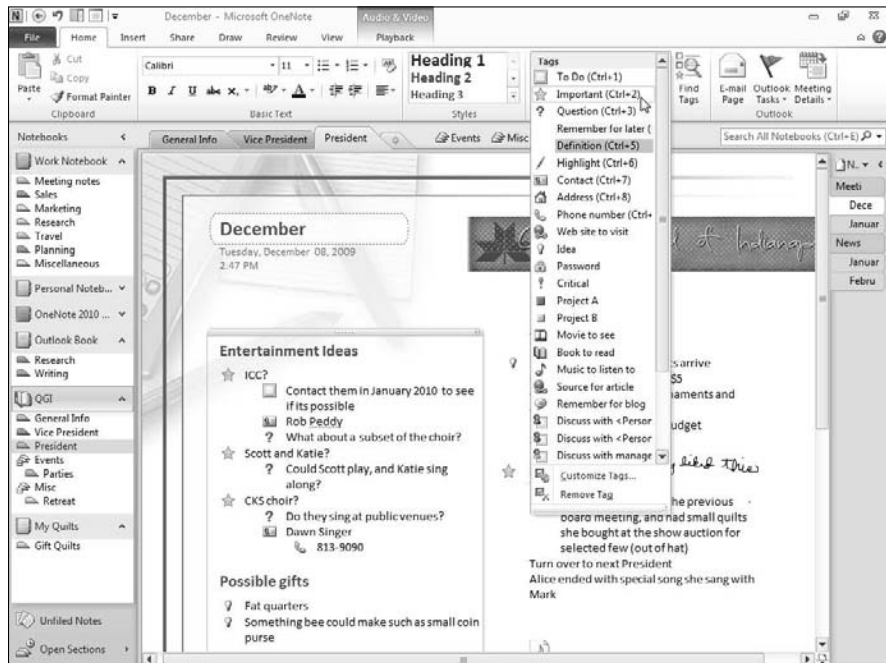 December - Microsoft OneNote
Audio & Video
File Home Insert Share Draw Review View Playback
Paste
Cut
Copy
Format Painter
Clipboard
Calibri 11
B I U abc
Basic Text
Heading 1
Heading 2
Heading 3
Styles
Tags
To Do (Ctrl+1)
Important (Ctrl+2)
Question (Ctrl+3)
Remember for later (
Definition (Ctrl+5)
Highlight (Ctrl+6)
Contact (Ctrl+7)
Address (Ctrl+8)
Phone number (Ctrl+
Web site to visit
Idea
Password
Critical
Project A
Project B
Movie to see
Book to read
Music to listen to
Source for article
Remember for blog
Discuss with <Person
Discuss with <Person
Discuss with manage
Customize Tags...
Remove Tag
Find
Tags
E-mail
Page
Outlook
Tasks
Meeting
Details
Outlook
Notebooks
General Info Vice President President Events Misc
Search All Notebooks (Ctrl+E)
Work Notebook
Meeting notes
Sales
Marketing
Research
Travel
Planning
Miscellaneous
Personal Noteb...
OneNote 2010 ...
Outlook Book
Research
Writing
QGI
General Info
Vice President
President
Events
Parties
Misc
Retreat
My Quilts
Gift Quilts
Unfiled Notes
Open Sections
December
Tuesday, December 08, 2009
2:47 PM
of Indianap
Entertainment Ideas
ICC?
Contact them in January 2010 to see
if its possible
Rob Peddy
? What about a subset of the choir?
Scott and Katie?
? Could Scott play, and Katie sing
along?
CKS choir?
? Do they sing at public venues?
Dawn Singer
813-9090
Possible gifts
Fat quarters
Something bee could make such as small coin
purse
s arrive
$5
naments and
udget
liked this
he previous
board meeting, and had small quilts
she bought at the show auction for
selected few (out of hat)
Turn over to next President
Alice ended with special song she sang with
Mark
N..
Meeti
Dece
Januar
News
Januar
Febru